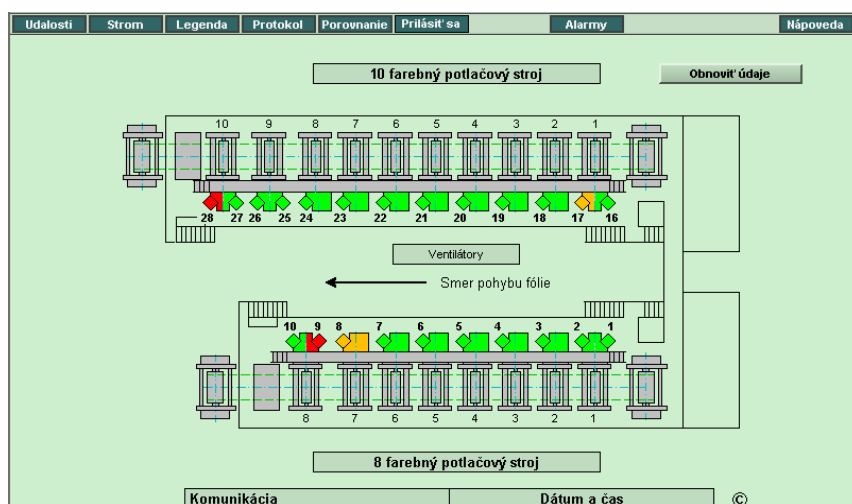 Udalosti Strom Legenda Protokol Porovnanie Prilásiť sa Alarmy Nápoveda
10 farebný potlačový stroj Obnoviť údaje
10 9 8 7 6 5 4 3 2 1
28 27 26 25 24 23 22 21 20 19 18 17 16
Ventilátory
Smer pohybu fólie
10 9 8 7 6 5 4 3 2 1
8 7 6 5 4 3 2 1
8 farebný potlačový stroj
Komunikácia Dátum a čas ©